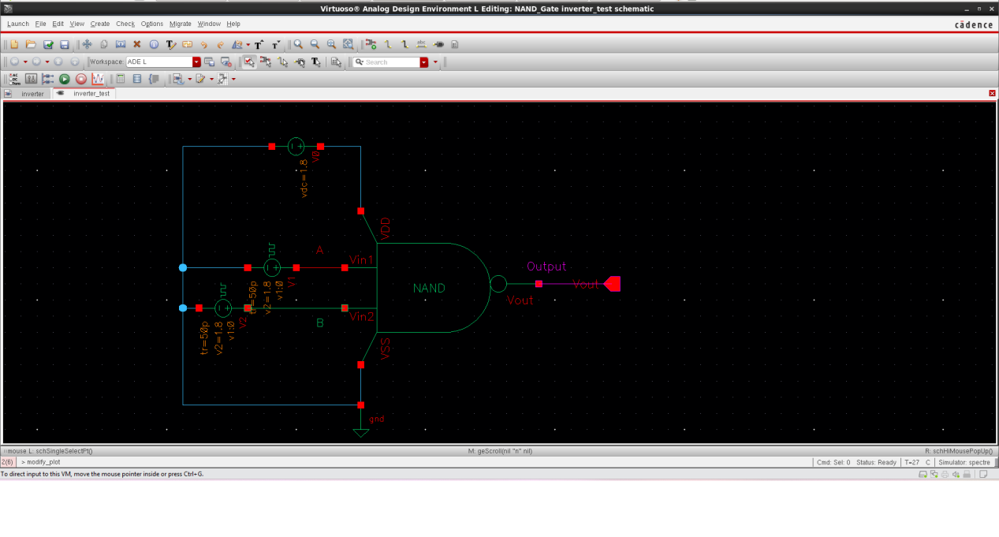 Virtuoso® Analog Design Environment L Editing: NAND_Gate inverter_test schematic
Launch File Edit View Create Check Options Migrate Window Help
cādence
Workspace: ADE L
Search
inverter inverter_test
V0
vdc=1.8
VDD
A
Vin1
V1
tr=50p
v2=1.8
v1:0
Output
NAND
Vout
Vout
V2
tr=50p
v2=1.8
v1:0
B
Vin2
VSS
gnd
mouse L: schSingleSelectPt() M: geScroll(nil "n" nil) R: schHiMousePopUp()
2(6) > modify_plot Cmd: Sel: 0 Status: Ready T=27 C Simulator: spectre
To direct input to this VM, move the mouse pointer inside or press Ctrl+G.